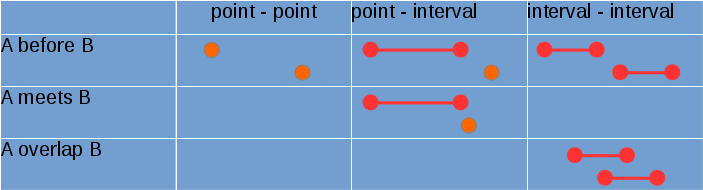 point - point point - interval interval - interval
A before B
A meets B
A overlap B